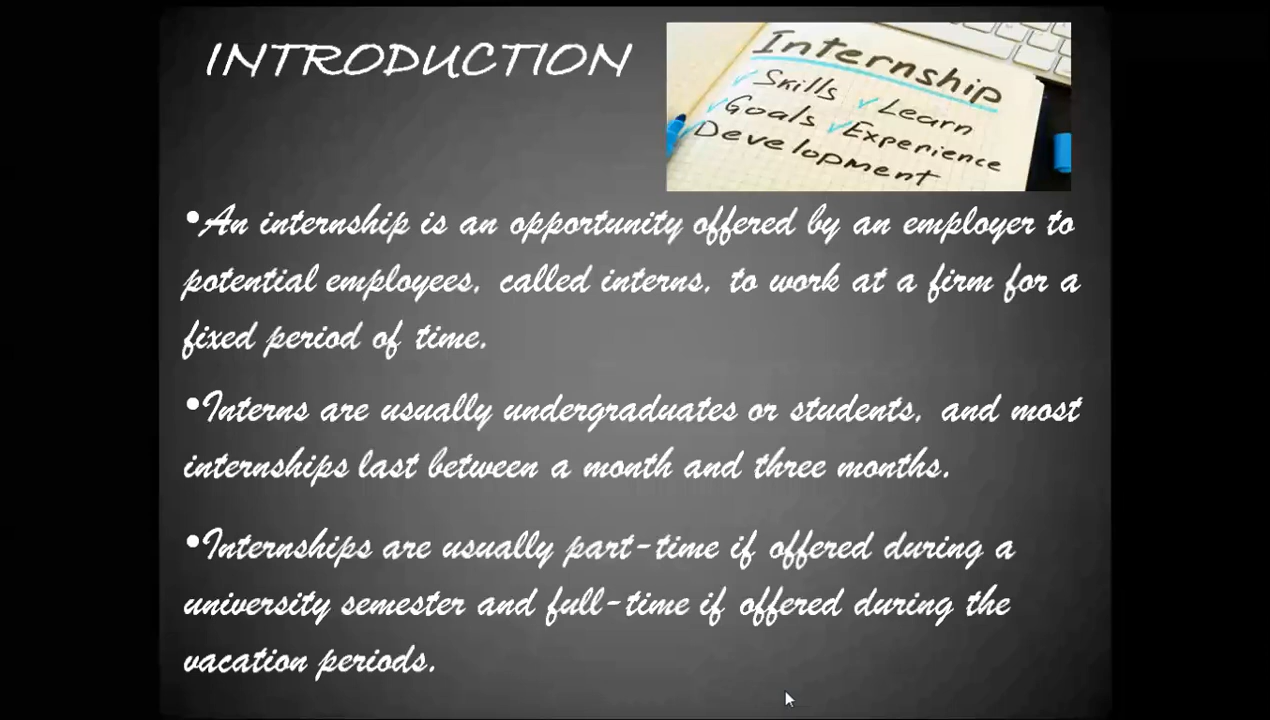 INTRODUCTION
Internship
✓ Skills ✓ Learn
✓ Goals ✓ Experience
✓ Development
•An internship is an opportunity offered by an employer to
potential employees, called interns, to work at a firm for a
fixed period of time.
•Interns are usually undergraduates or students, and most
internships last between a month and three months.
•Internships are usually part-time if offered during a
university semester and full-time if offered during the
vacation periods.